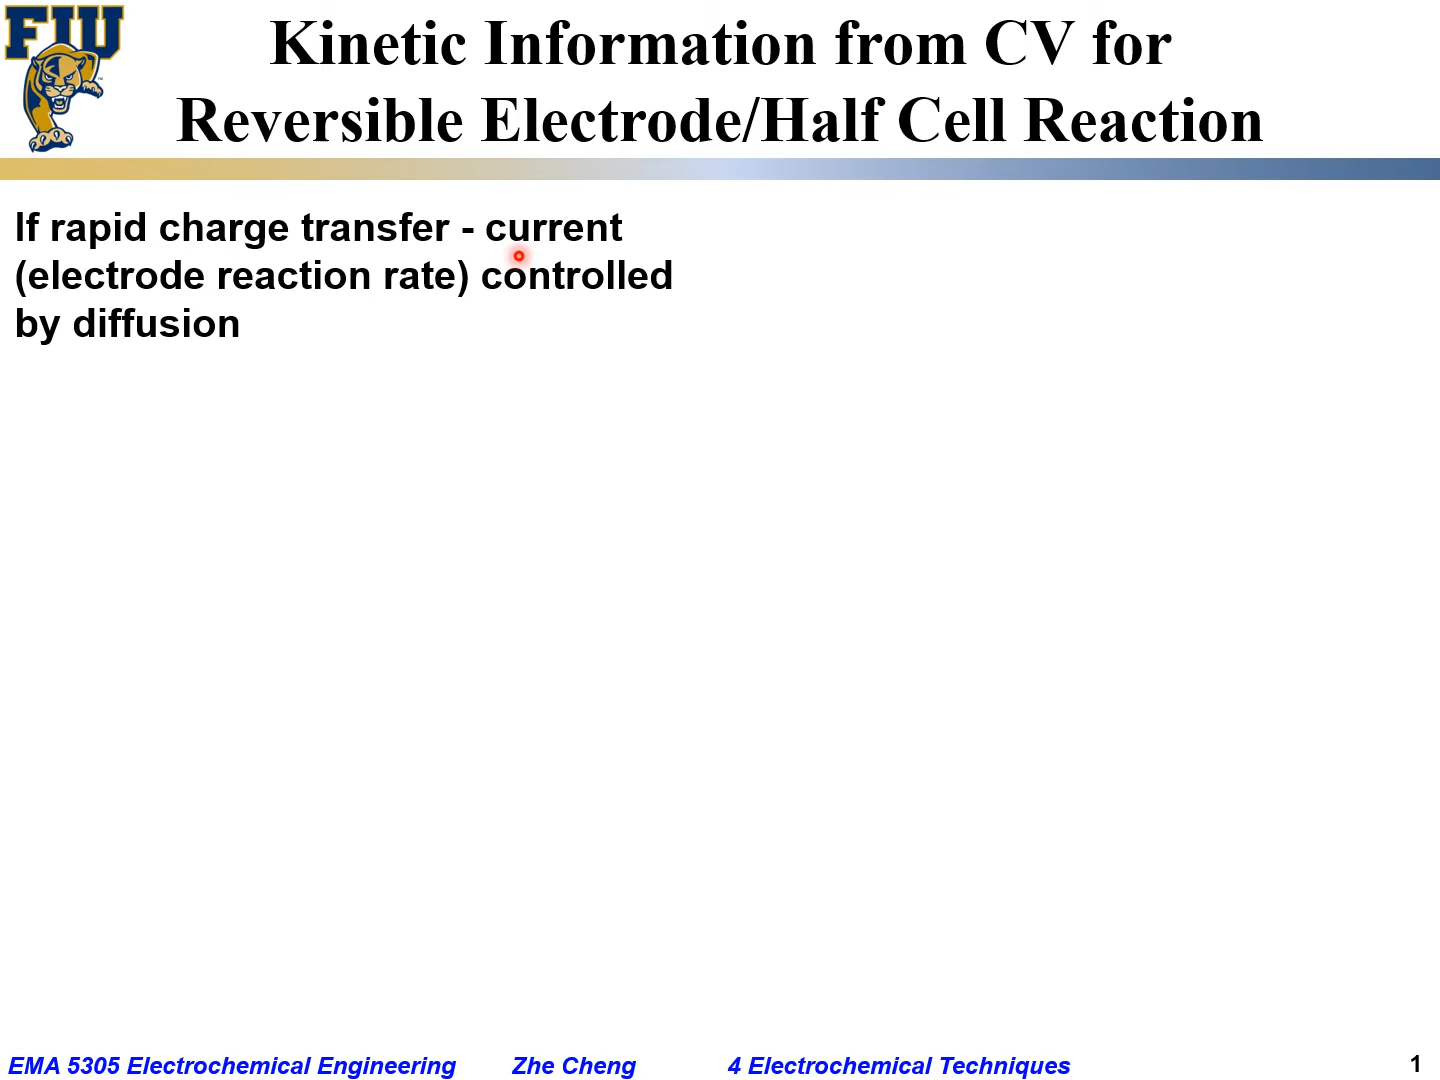 FIU
Kinetic Information from CV for
Reversible Electrode/Half Cell Reaction
If rapid charge transfer - current
(electrode reaction rate) controlled
by diffusion
EMA 5305 Electrochemical Engineering Zhe Cheng 4 Electrochemical Techniques 1